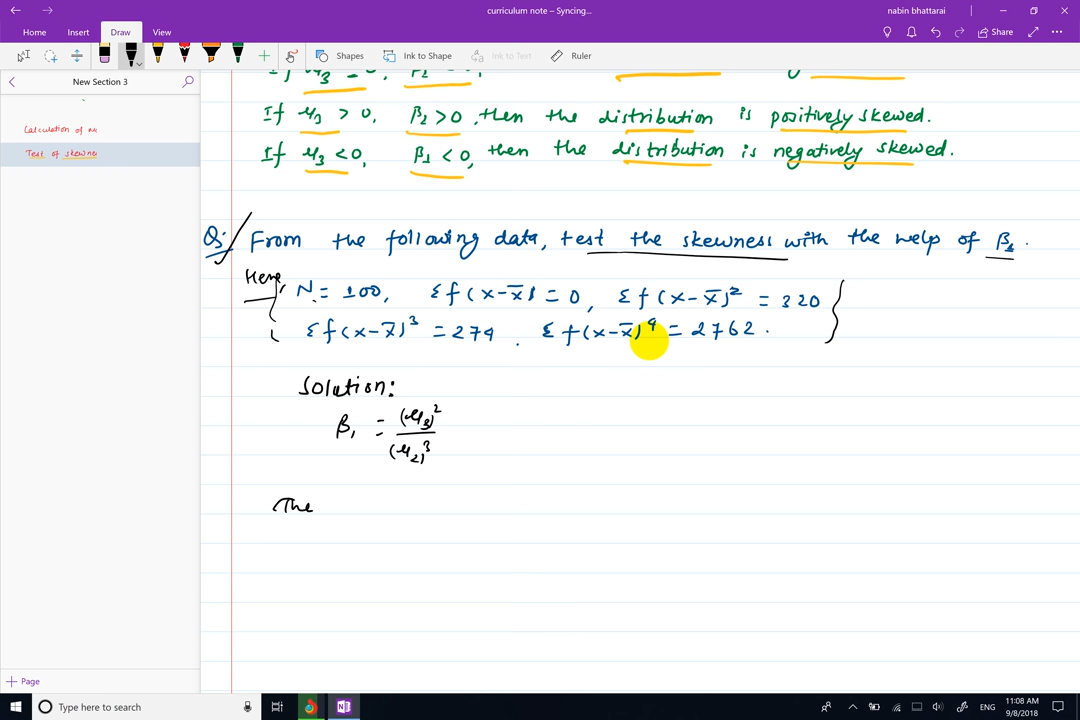 curriculum note – Syncing...
nabin bhattarai
Home Insert Draw View
Share
Shapes Ink to Shape Ink to Text Ruler
New Section 3
Calculation of
Test of skewne
If μ3 > 0, β1 > 0, then the distribution is positively skewed.
If μ3 < 0, β1 < 0, then the distribution is negatively skewed.
Q:/ From the following data, test the skewness with the help of β1.
Here, N = 100, Σf(x-x̄) = 0, Σf(x-x̄)² = 320
Σf(x-x̄)³ = 274. Σf(x-x̄)⁴ = 2762.
Solution:
β₁ = (μ3)²
(μ2)³
The
+ Page
Type here to search
ENG
11:08 AM
9/8/2018